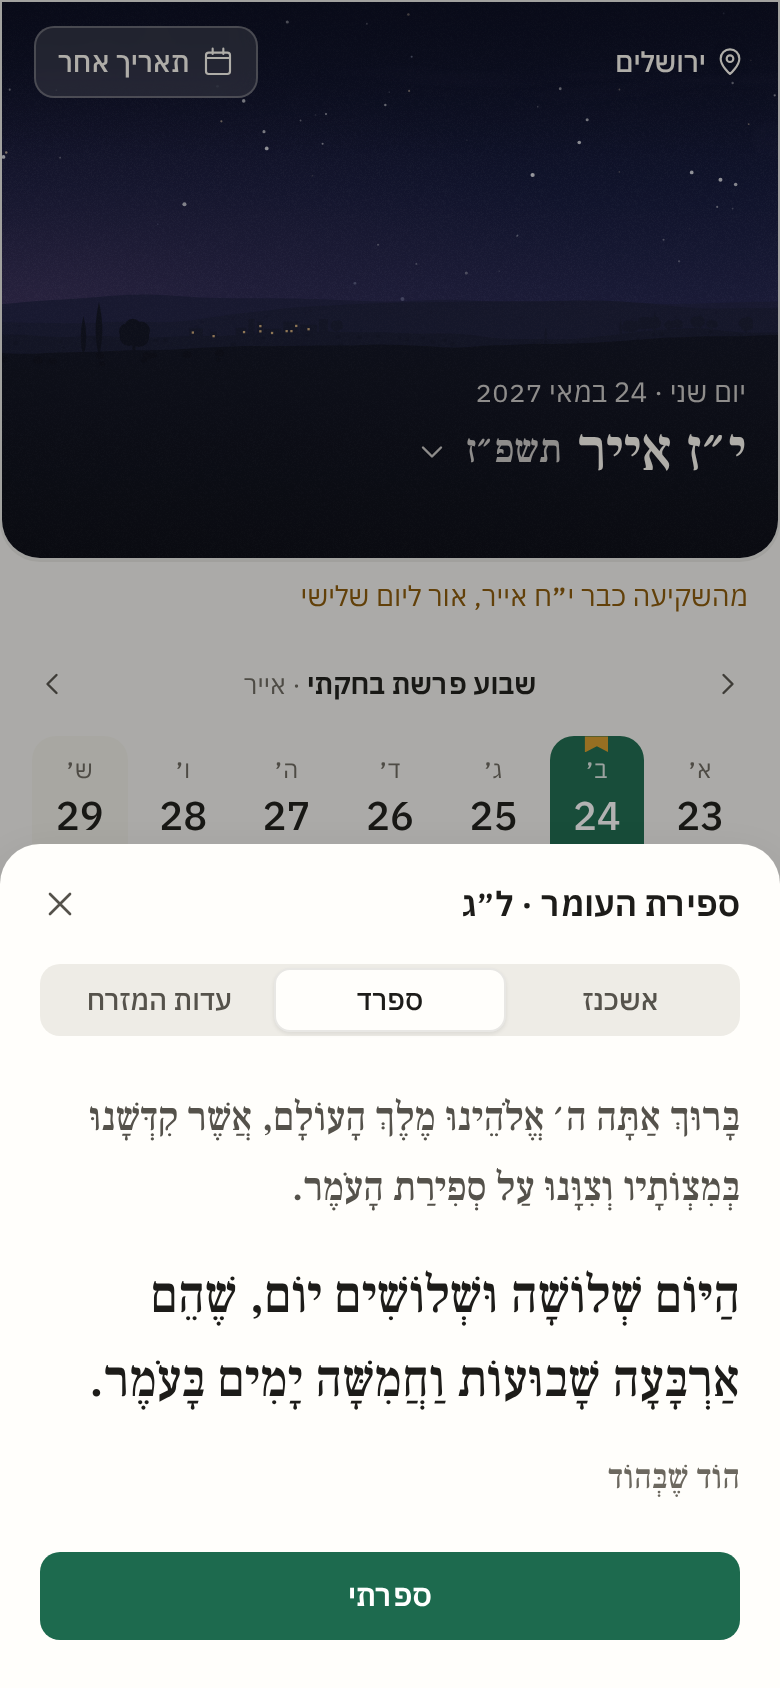 ירושלים
תאריך אחר
יום שני · 24 במאי 2027
י״ז אייר תשפ״ז
מהשקיעה כבר י״ח אייר, אור ליום שלישי
שבוע פרשת בחקתי · אייר
א׳ ב׳ ג׳ ד׳ ה׳ ו׳ ש׳
23 24 25 26 27 28 29
ספירת העומר · ל״ג
אשכנז ספרד עדות המזרח
בָּרוּךְ אַתָּה ה׳ אֱלֹהֵינוּ מֶלֶךְ הָעוֹלָם, אֲשֶׁר קִדְּשָׁנוּ
בְּמִצְוֹתָיו וְצִוָּנוּ עַל סְפִירַת הָעֹמֶר.
הַיּוֹם שְׁלוֹשָׁה וּשְׁלוֹשִׁים יוֹם, שֶׁהֵם
אַרְבָּעָה שָׁבוּעוֹת וַחֲמִשָּׁה יָמִים בָּעֹמֶר.
הוֹד שֶׁבְּהוֹד
ספרתי